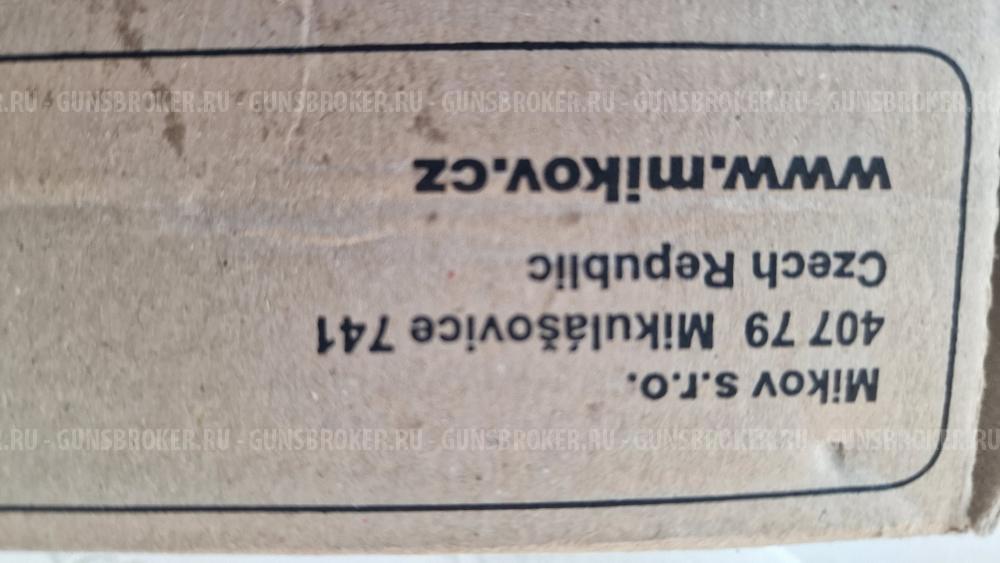 Mikov s.r.o.
407 79 Mikulášovice 741
Czech Republic
www.mikov.cz
.RU - GUNSBROKER.RU - GUNSBROKER.RU - GUNSBROKER.RU - GUNSBROKER.RU - GUNSBROKER
.RU - GUNSBROKER.RU - GUNSBROKER.RU - GUNSBROKER.RU - GUNSBROKER.RU - GUNSBROKER